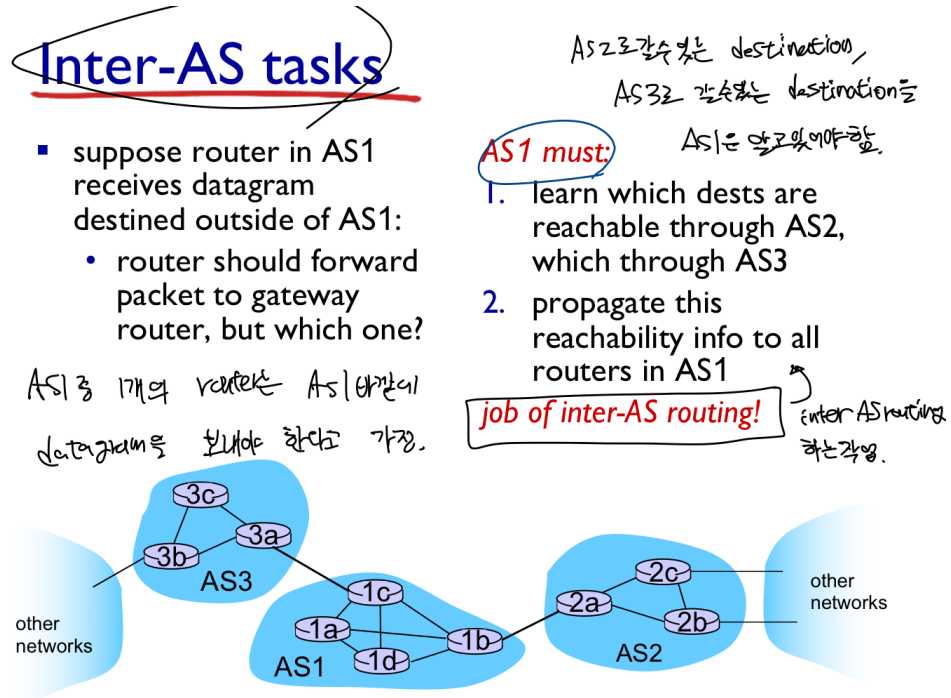 Inter-AS tasks
AS2로갈수있는 destination,
AS3로 갈수있는 destination을
AS1은 알고있어야함.
▪ suppose router in AS1
receives datagram
destined outside of AS1:
• router should forward
packet to gateway
router, but which one?
AS1중 1개의 router는 AS1바깥에
datagram을 보내야 한다고 가정.
AS1 must:
1. learn which dests are
reachable through AS2,
which through AS3
2. propagate this
reachability info to all
routers in AS1
job of inter-AS routing!
inter AS routing
하는작업.
3c
3a
3b
AS3
other
networks
1c
1a
1b
1d
AS1
2c
2a
2b
AS2
other
networks